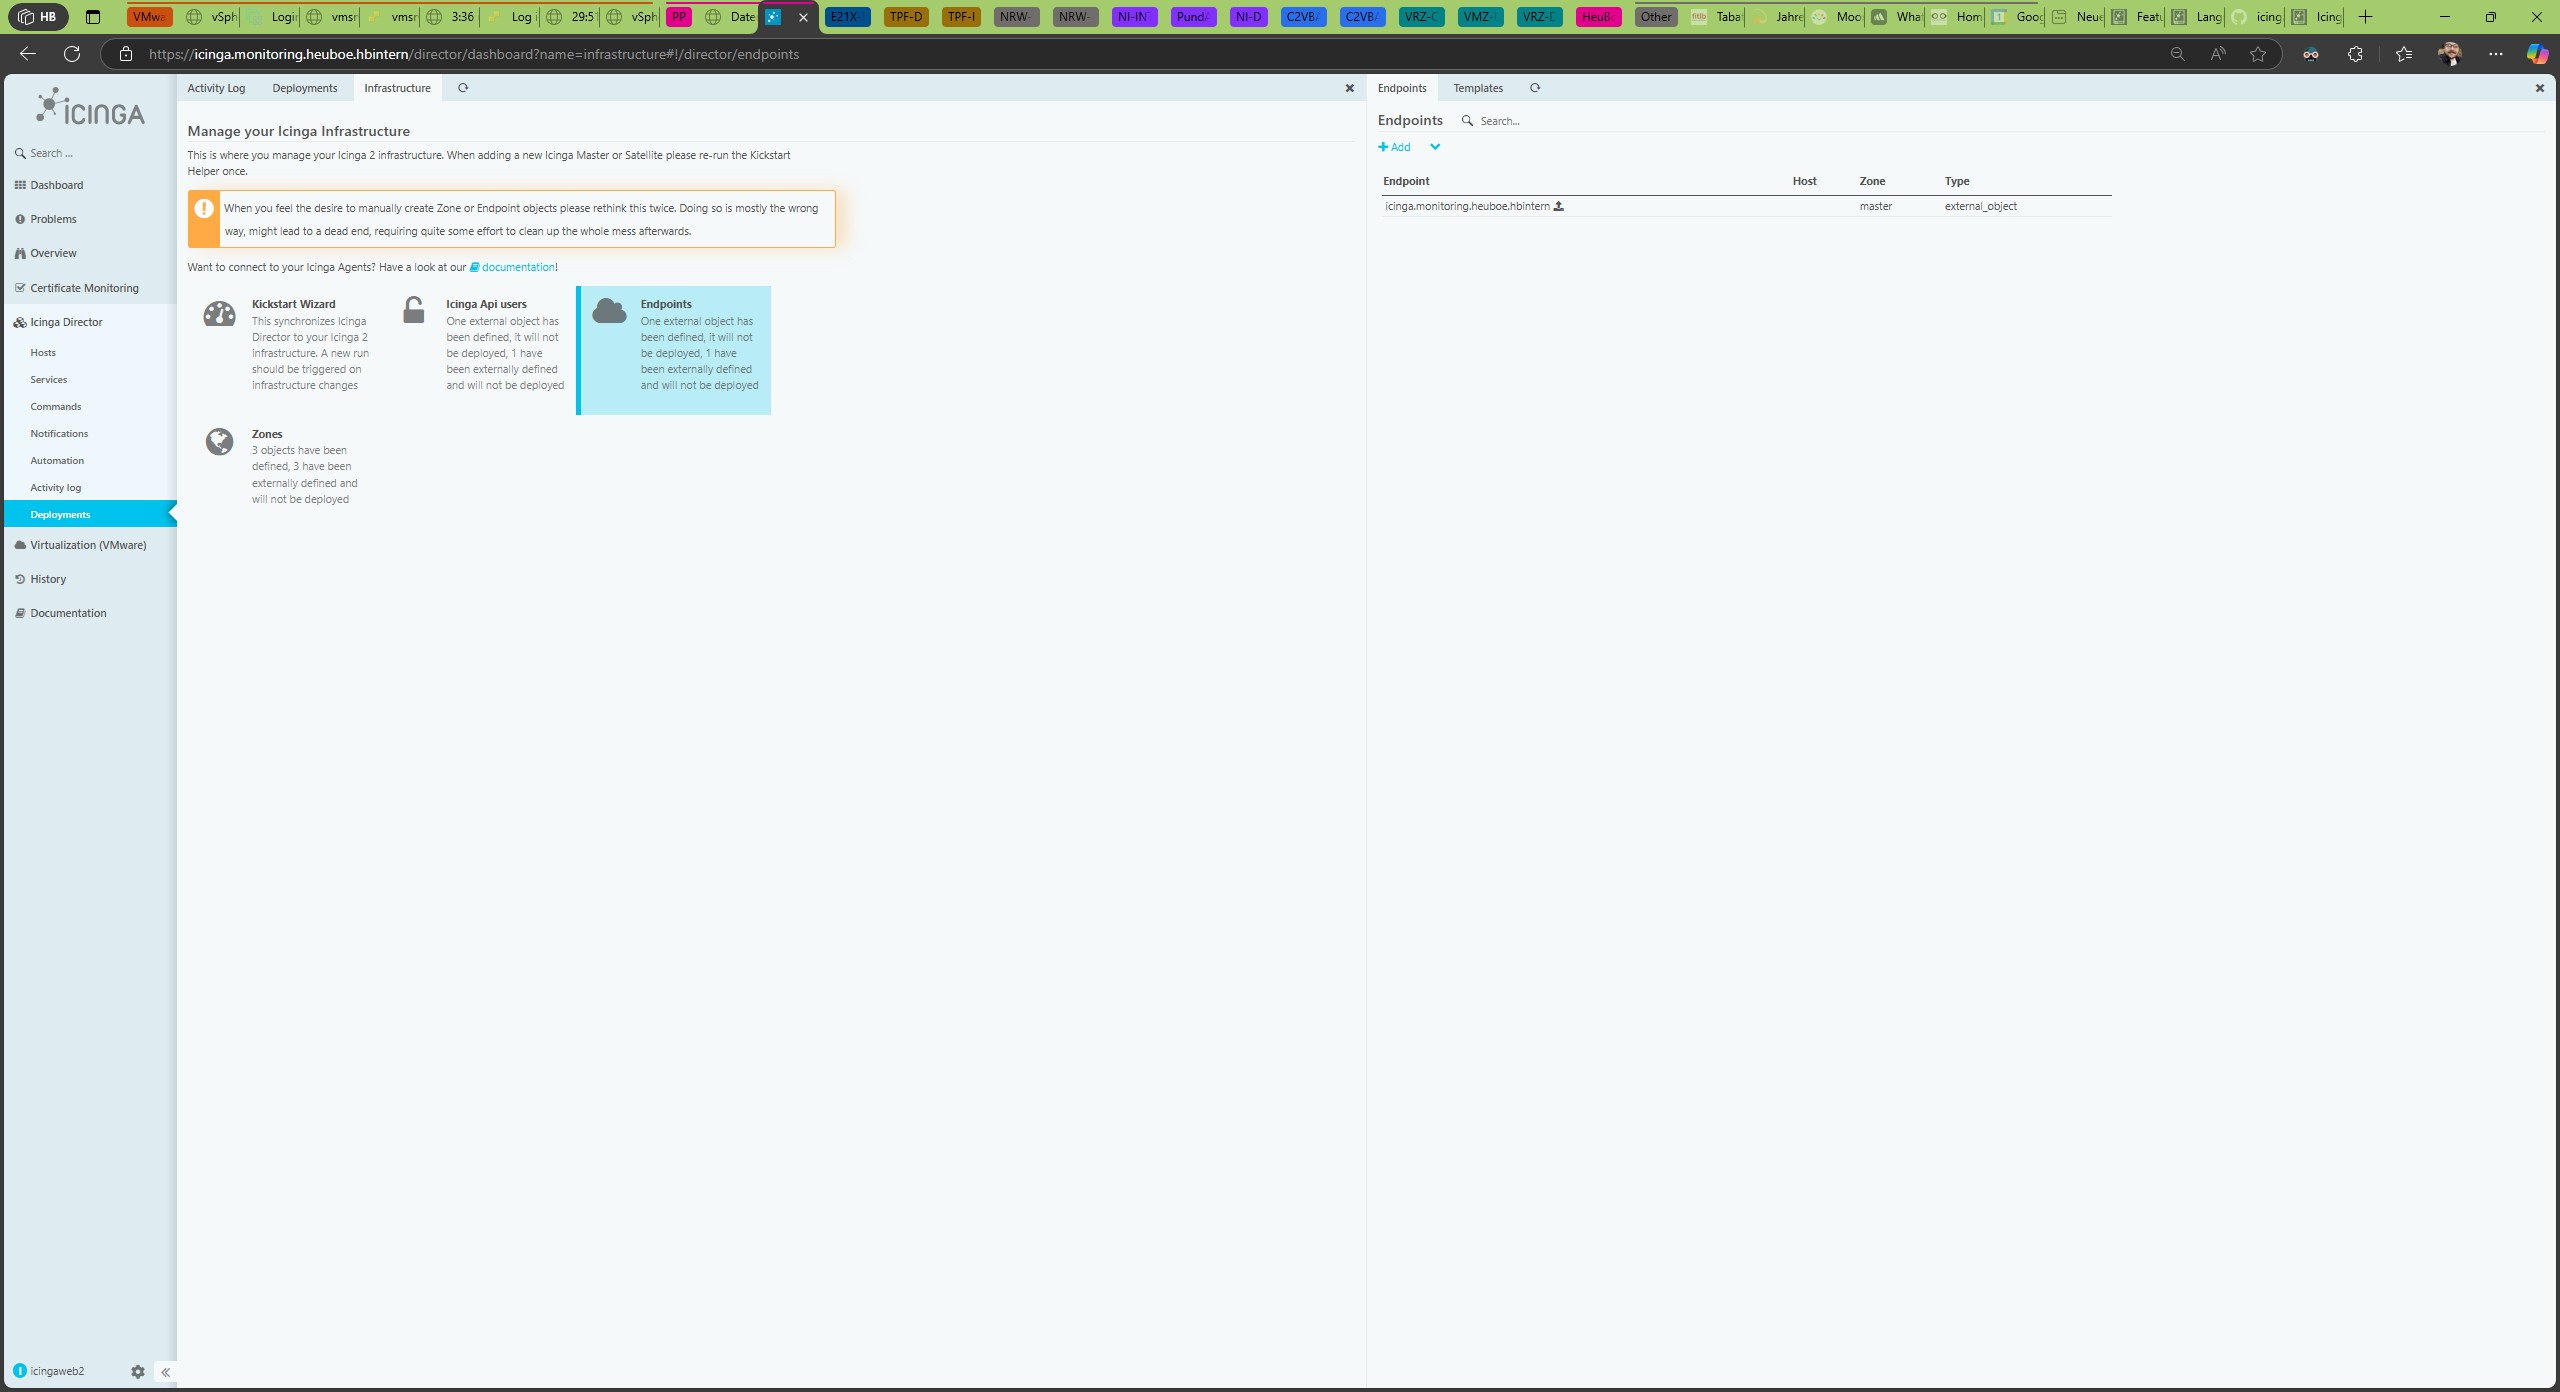 HB
VMwa
vSph
Logi
vmsr
vmsr
3:36
Log i
29:5
vSph
PP
Date
E21X-
TPF-D
TPF-I
NRW-
NRW-
NI-IN
PundA
NI-D
C2VBA
C2VBA
VRZ-C
VMZ-
VRZ-D
HeuB
Other
Taba
Jahre
Moo
What
Hom
Goog
Neue
Featu
Lang
icing
Icing
https://icinga.monitoring.heuboe.hbintern/director/dashboard?name=infrastructure#!/director/endpoints
iCINGA
Search ...
Dashboard
Problems
Overview
Certificate Monitoring
Icinga Director
Hosts
Services
Commands
Notifications
Automation
Activity log
Deployments
Virtualization (VMware)
History
Documentation
icingaweb2
Activity Log Deployments Infrastructure
Manage your Icinga Infrastructure
This is where you manage your Icinga 2 infrastructure. When adding a new Icinga Master or Satellite please re-run the Kickstart
Helper once.
When you feel the desire to manually create Zone or Endpoint objects please rethink this twice. Doing so is mostly the wrong
way, might lead to a dead end, requiring quite some effort to clean up the whole mess afterwards.
Want to connect to your Icinga Agents? Have a look at our documentation!
Kickstart Wizard
This synchronizes Icinga
Director to your Icinga 2
infrastructure. A new run
should be triggered on
infrastructure changes
Icinga Api users
One external object has
been defined, it will not
be deployed, 1 have
been externally defined
and will not be deployed
Endpoints
One external object has
been defined, it will not
be deployed, 1 have
been externally defined
and will not be deployed
Zones
3 objects have been
defined, 3 have been
externally defined and
will not be deployed
Endpoints Templates
Endpoints Search...
Add
Endpoint Host Zone Type
icinga.monitoring.heuboe.hbintern master external_object